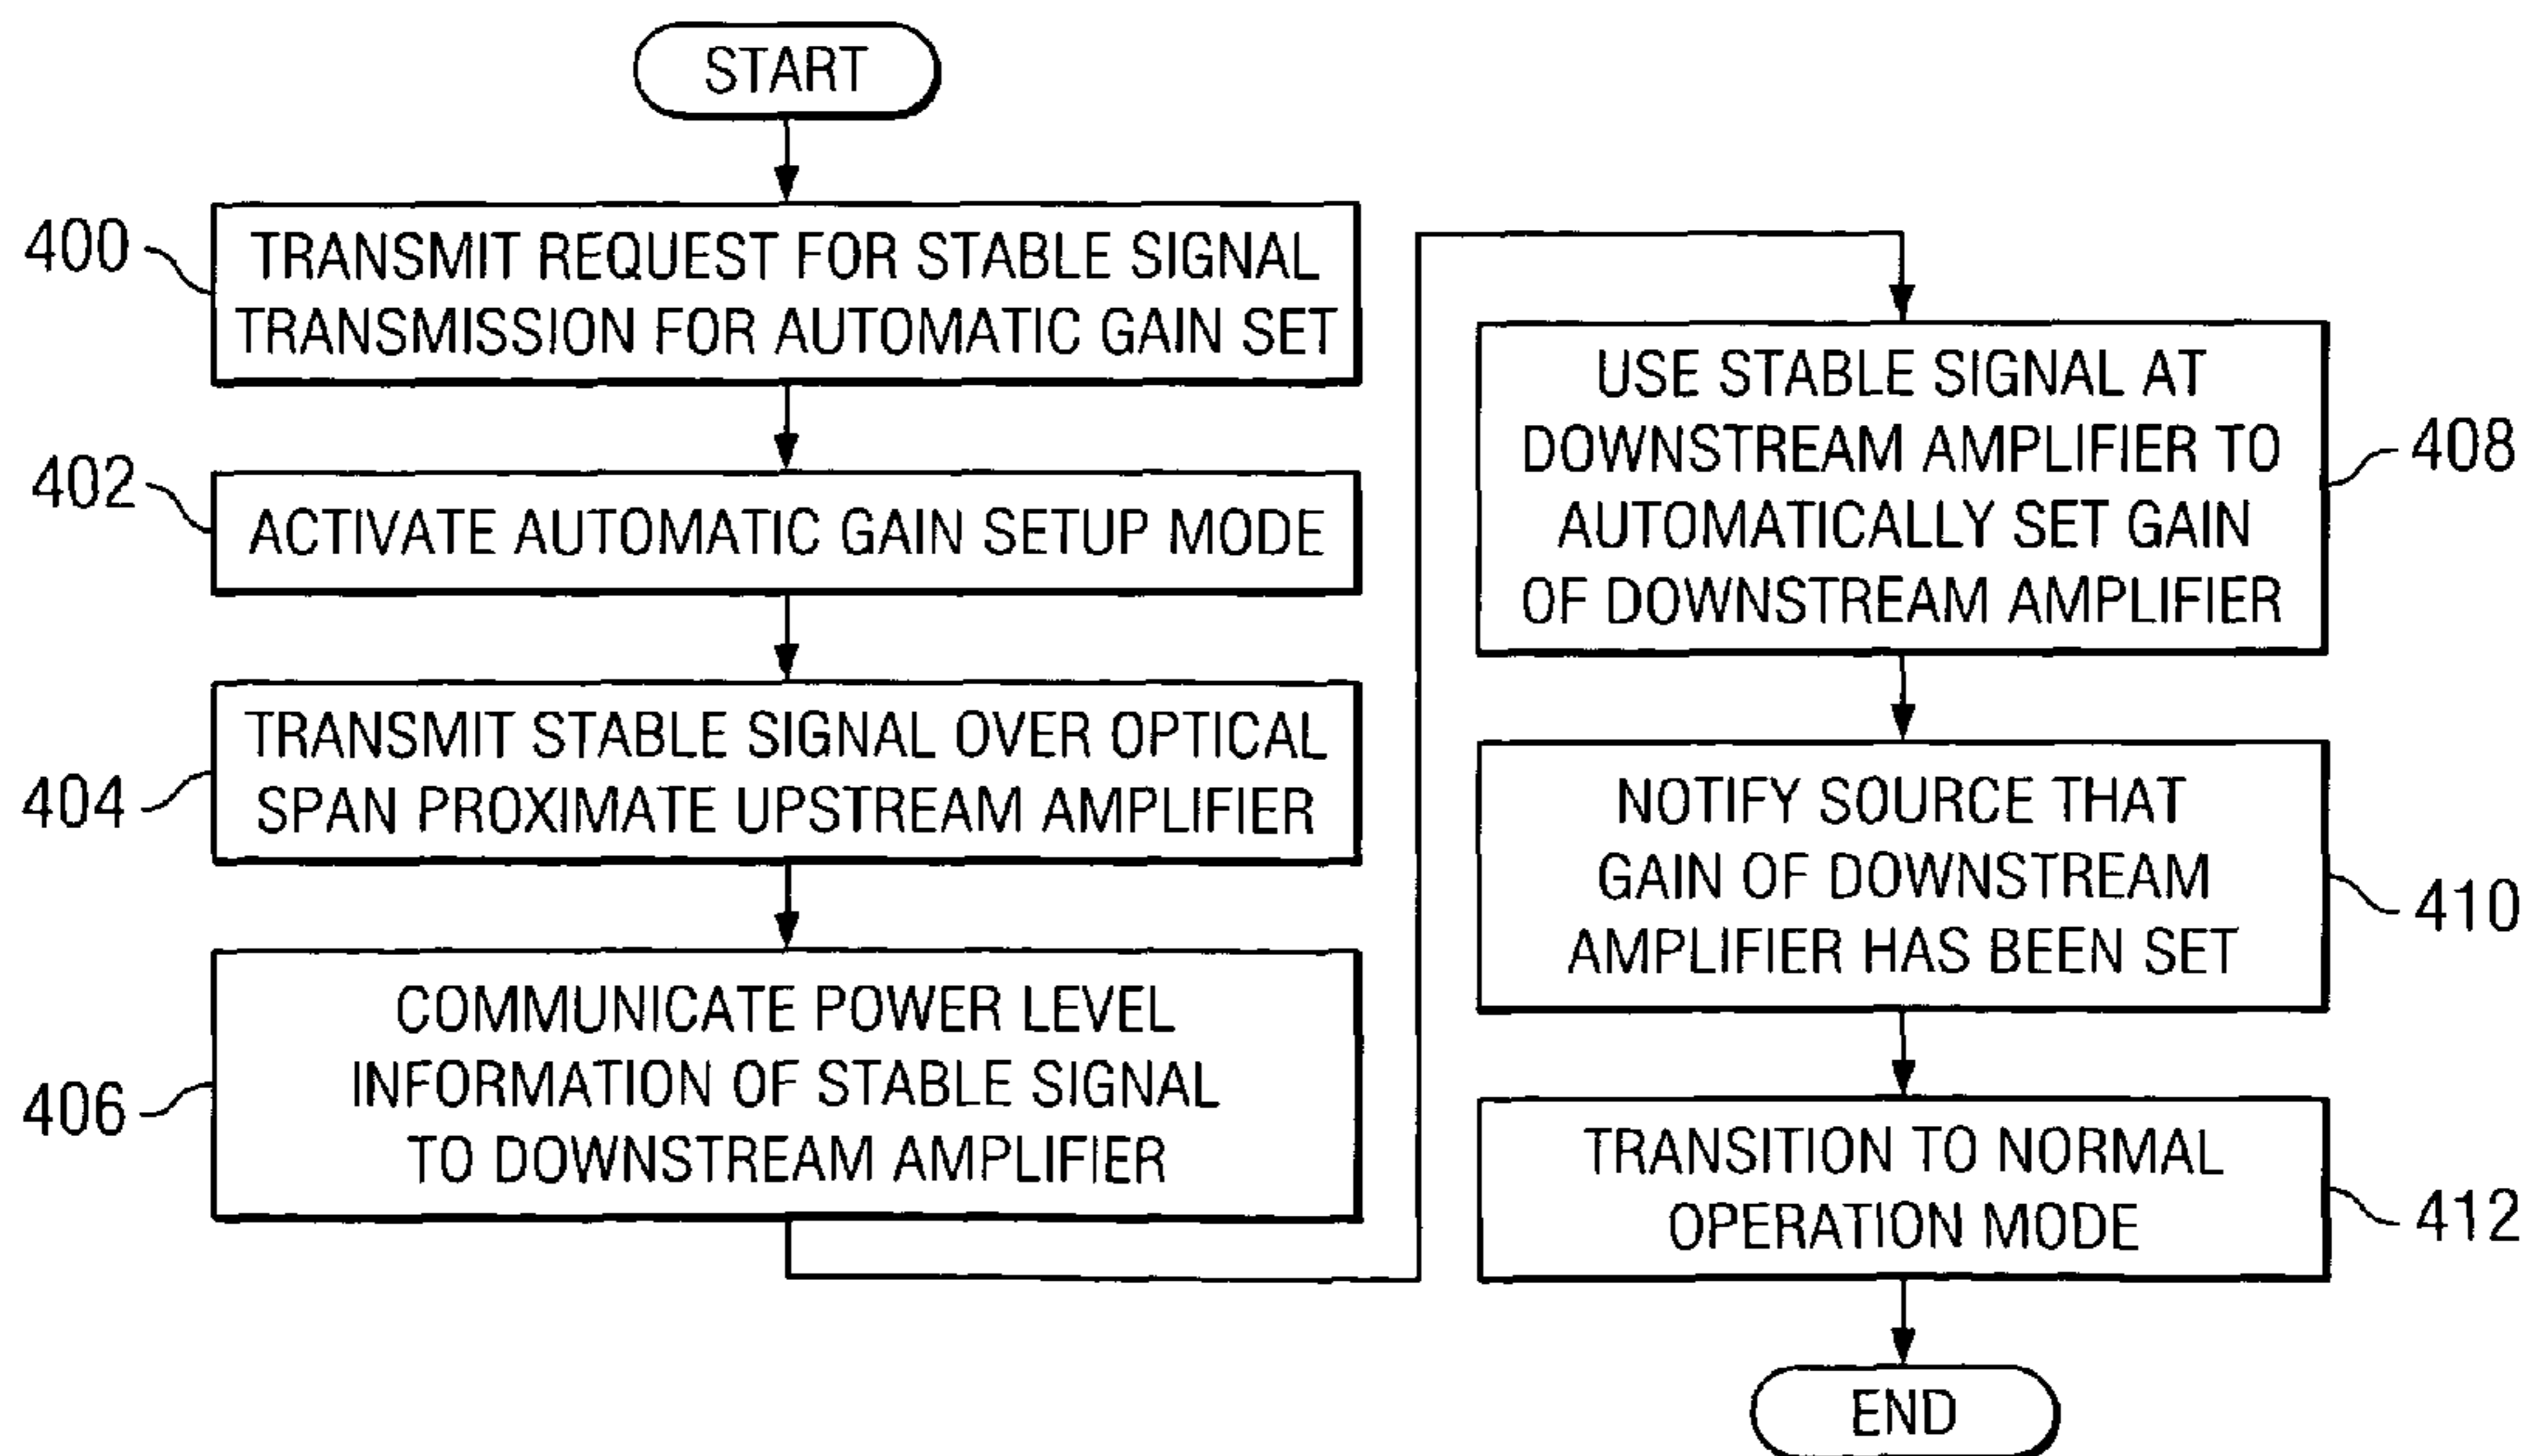 START
400
TRANSMIT REQUEST FOR STABLE SIGNAL
TRANSMISSION FOR AUTOMATIC GAIN SET
402
ACTIVATE AUTOMATIC GAIN SETUP MODE
404
TRANSMIT STABLE SIGNAL OVER OPTICAL
SPAN PROXIMATE UPSTREAM AMPLIFIER
406
COMMUNICATE POWER LEVEL
INFORMATION OF STABLE SIGNAL
TO DOWNSTREAM AMPLIFIER
USE STABLE SIGNAL AT
DOWNSTREAM AMPLIFIER TO
AUTOMATICALLY SET GAIN
OF DOWNSTREAM AMPLIFIER
408
NOTIFY SOURCE THAT
GAIN OF DOWNSTREAM
AMPLIFIER HAS BEEN SET
410
TRANSITION TO NORMAL
OPERATION MODE
412
END